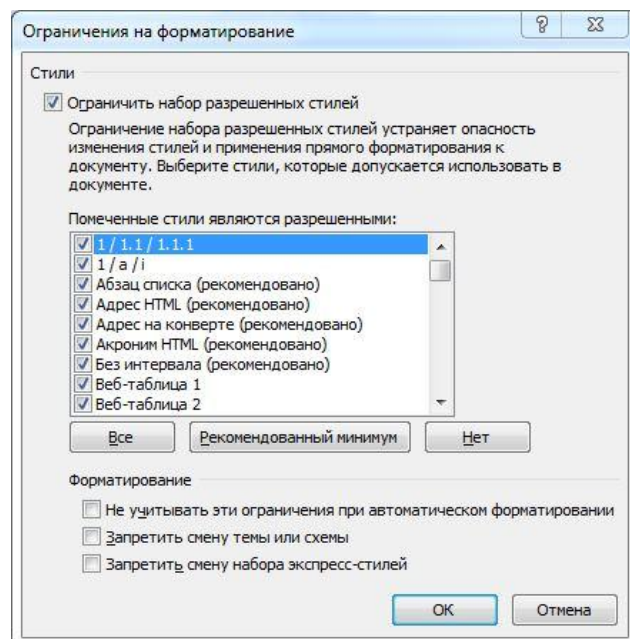 Ограничения на форматирование
Стили
Ограничить набор разрешенных стилей
Ограничение набора разрешенных стилей устраняет опасность
изменения стилей и применения прямого форматирования к
документу. Выберите стили, которые допускается использовать в
документе.
Помеченные стили являются разрешенными:
1 / 1.1 / 1.1.1
1 / a / i
Абзац списка (рекомендовано)
Адрес HTML (рекомендовано)
Адрес на конверте (рекомендовано)
Акроним HTML (рекомендовано)
Без интервала (рекомендовано)
Веб-таблица 1
Веб-таблица 2
Все Рекомендованный минимум Нет
Форматирование
Не учитывать эти ограничения при автоматическом форматировании
Запретить смену темы или схемы
Запретить смену набора экспресс-стилей
ОК Отмена